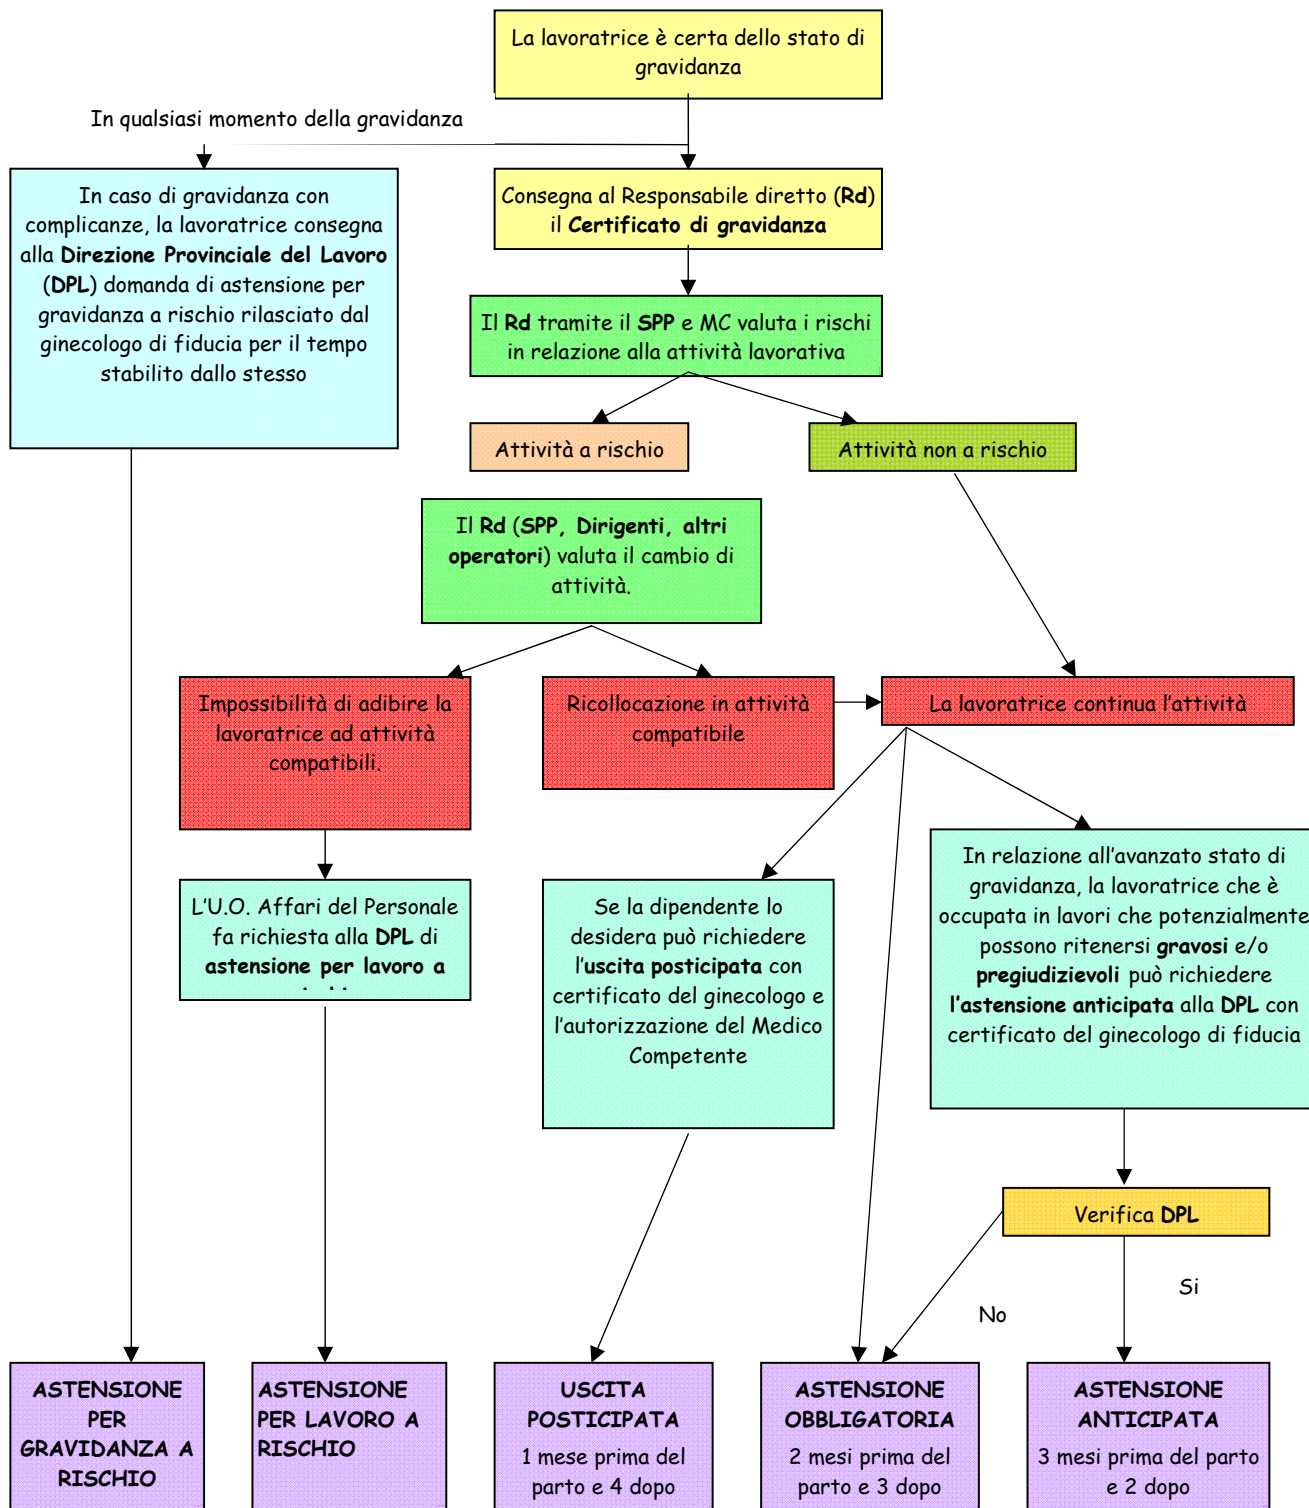 La lavoratrice è certa dello stato di
gravidanza
In qualsiasi momento della gravidanza
In caso di gravidanza con
complicanze, la lavoratrice consegna
alla Direzione Provinciale del Lavoro
(DPL) domanda di astensione per
gravidanza a rischio rilasciato dal
ginecologo di fiducia per il tempo
stabilito dallo stesso
Consegna al Responsabile diretto (Rd)
il Certificato di gravidanza
Il Rd tramite il SPP e MC valuta i rischi
in relazione alla attività lavorativa
Attività a rischio
Attività non a rischio
Il Rd (SPP, Dirigenti, altri
operatori) valuta il cambio di
attività.
Impossibilità di adibire la
lavoratrice ad attività
compatibili.
Ricollocazione in attività
compatibile
La lavoratrice continua l'attività
L'U.O. Affari del Personale
fa richiesta alla DPL di
astensione per lavoro a
Se la dipendente lo
desidera può richiedere
l'uscita posticipata con
certificato del ginecologo e
l'autorizzazione del Medico
Competente
In relazione all'avanzato stato di
gravidanza, la lavoratrice che è
occupata in lavori che potenzialmente
possono ritenersi gravosi e/o
pregiudizievoli può richiedere
l'astensione anticipata alla DPL con
certificato del ginecologo di fiducia
Verifica DPL
No
Si
ASTENSIONE
PER
GRAVIDANZA A
RISCHIO
ASTENSIONE
PER LAVORO A
RISCHIO
USCITA
POSTICIPATA
1 mese prima del
parto e 4 dopo
ASTENSIONE
OBBLIGATORIA
2 mesi prima del
parto e 3 dopo
ASTENSIONE
ANTICIPATA
3 mesi prima del parto
e 2 dopo